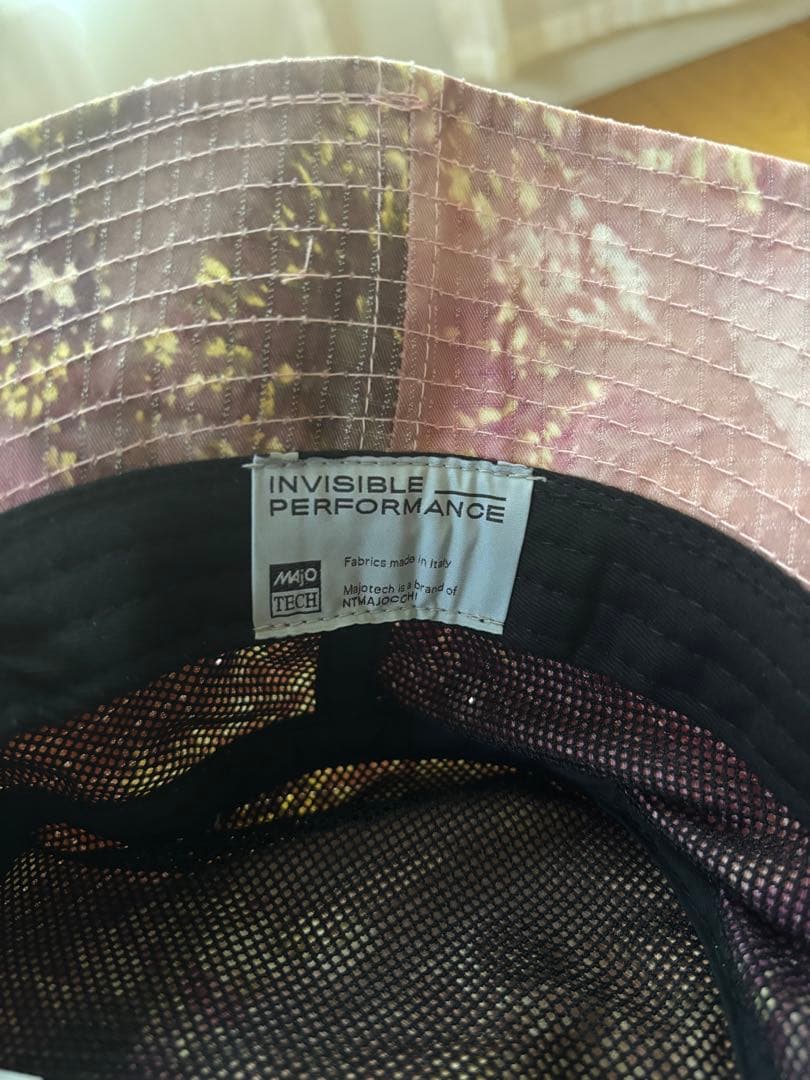 INVISIBLE
PERFORMANCE
MAJO
TECH
Fabrics made in Italy
Majotech is a brand of
NTMAJOCCHI